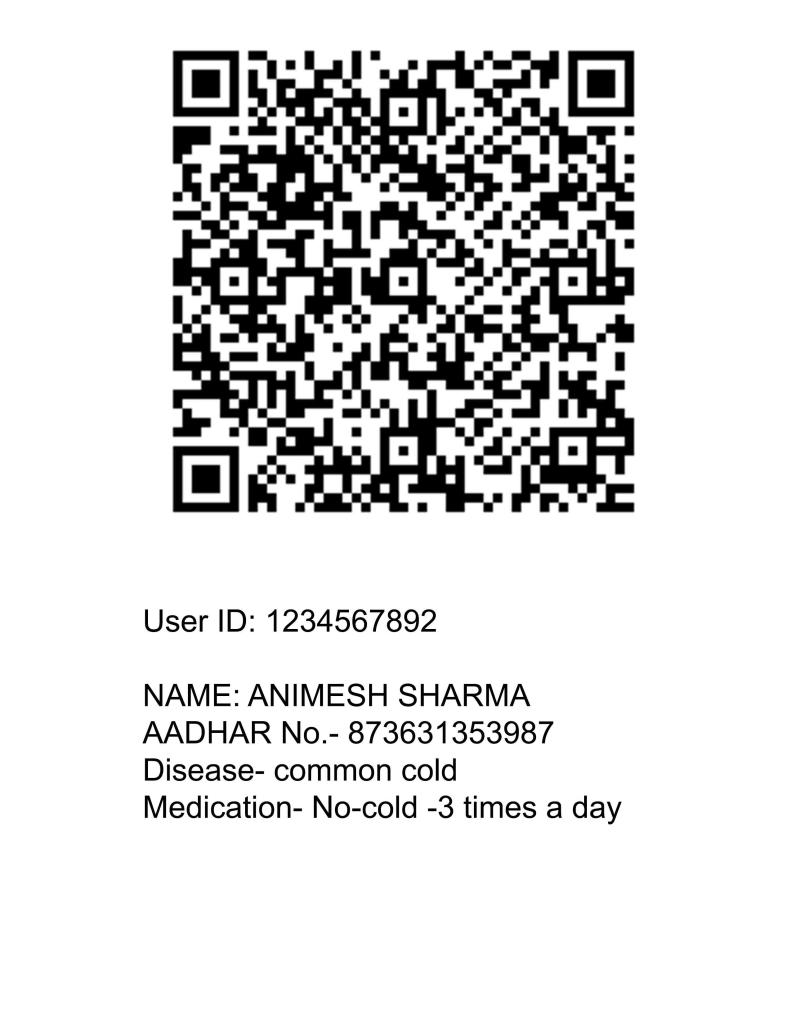 User ID: 1234567892
NAME: ANIMESH SHARMA
AADHAR No.- 873631353987
Disease- common cold
Medication- No-cold -3 times a day